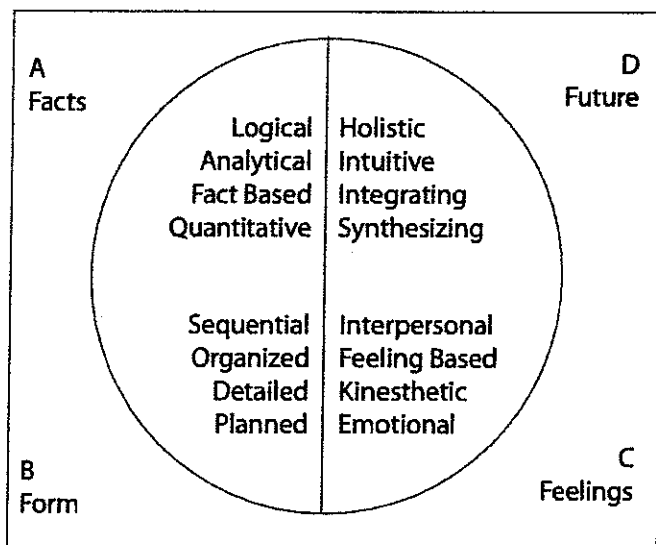 A
Facts
D
Future
Logical
Analytical
Fact Based
Quantitative
Holistic
Intuitive
Integrating
Synthesizing
Sequential
Organized
Detailed
Planned
Interpersonal
Feeling Based
Kinesthetic
Emotional
B
Form
C
Feelings